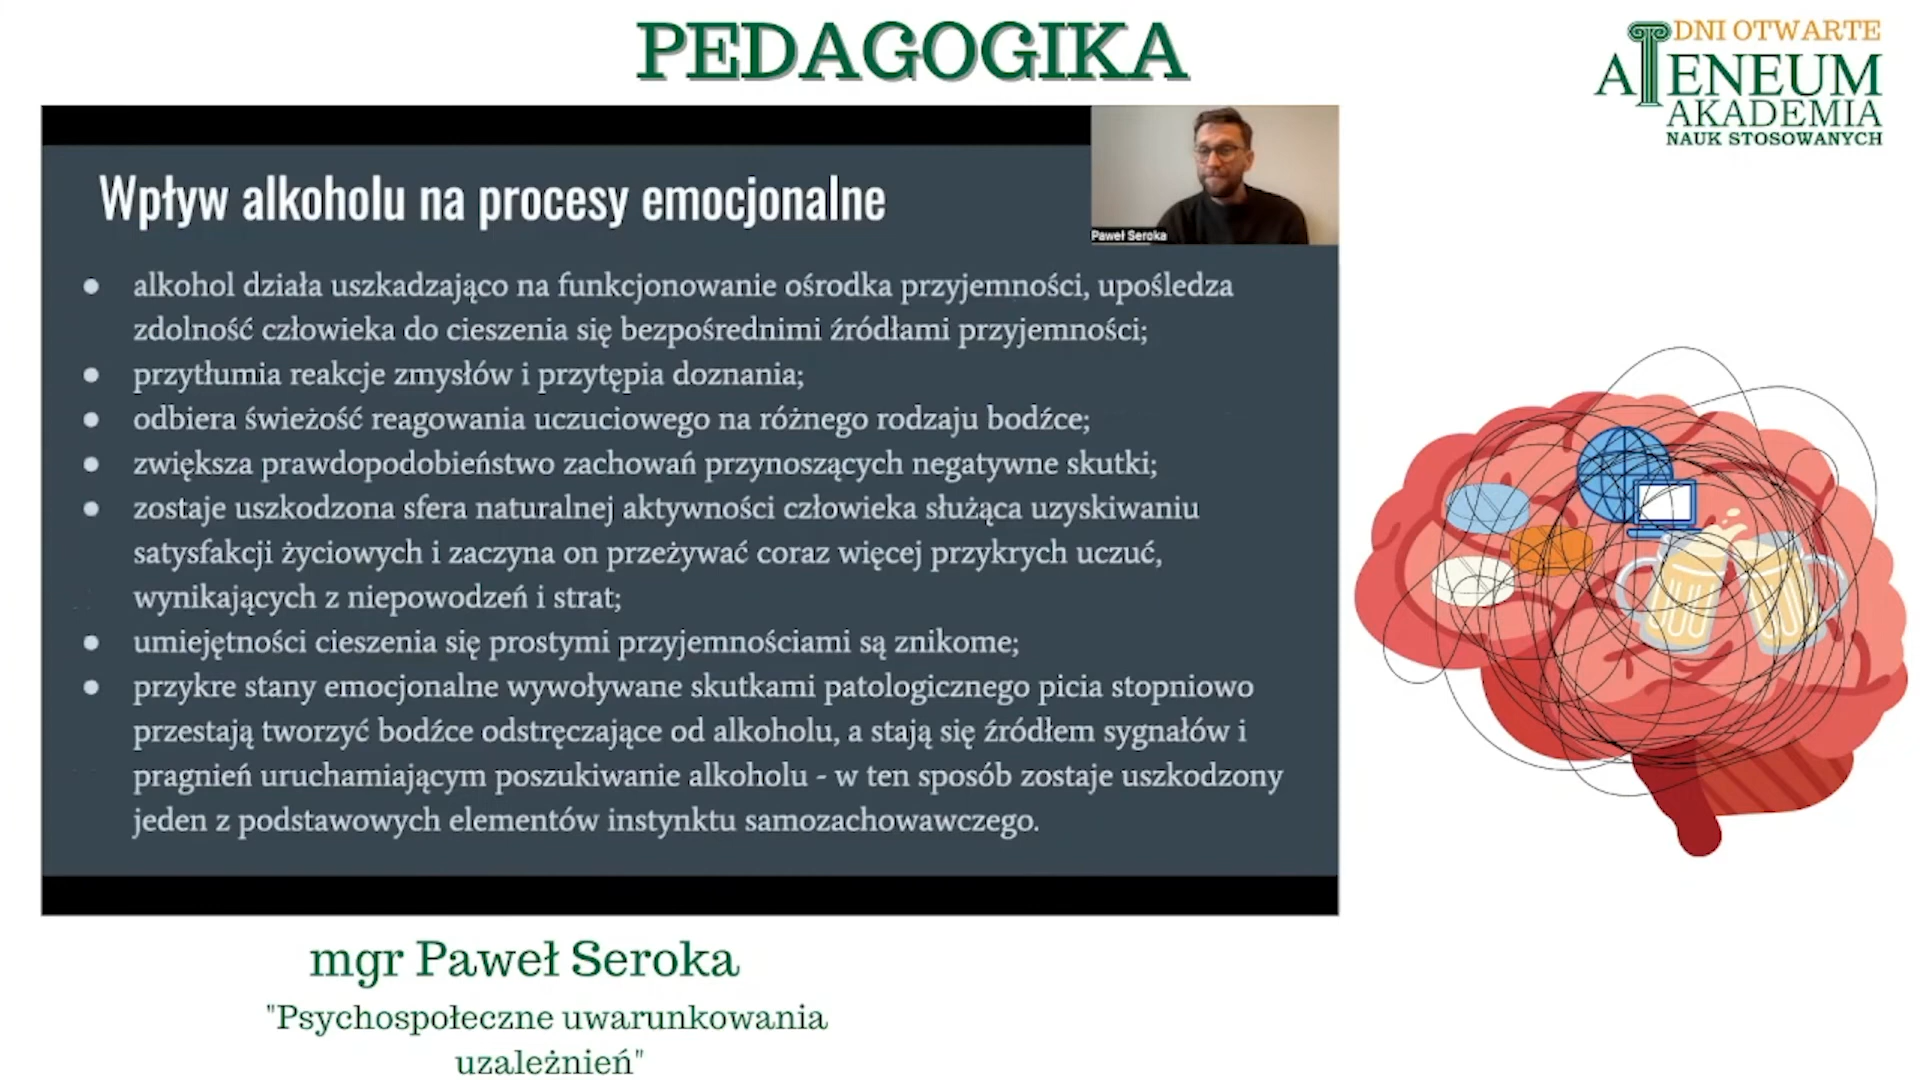 PEDAGOGIKA
DNI OTWARTE
ATENEUM
AKADEMIA
NAUK STOSOWANYCH
Wpływ alkoholu na procesy emocjonalne
Paweł Seroka
● alkohol działa uszkadzająco na funkcjonowanie ośrodka przyjemności, upośledza
zdolność człowieka do cieszenia się bezpośrednimi źródłami przyjemności;
● przytłumia reakcje zmysłów i przytępia doznania;
● odbiera świeżość reagowania uczuciowego na różnego rodzaju bodźce;
● zwiększa prawdopodobieństwo zachowań przynoszących negatywne skutki;
● zostaje uszkodzona sfera naturalnej aktywności człowieka służąca uzyskiwaniu
satysfakcji życiowych i zaczyna on przeżywać coraz więcej przykrych uczuć,
wynikających z niepowodzeń i strat;
● umiejętności cieszenia się prostymi przyjemnościami są znikome;
● przykre stany emocjonalne wywoływane skutkami patologicznego picia stopniowo
przestają tworzyć bodźce odstręczające od alkoholu, a stają się źródłem sygnałów i
pragnień uruchamiającym poszukiwanie alkoholu - w ten sposób zostaje uszkodzony
jeden z podstawowych elementów instynktu samozachowawczego.
mgr Paweł Seroka
"Psychospołeczne uwarunkowania
uzależnień"